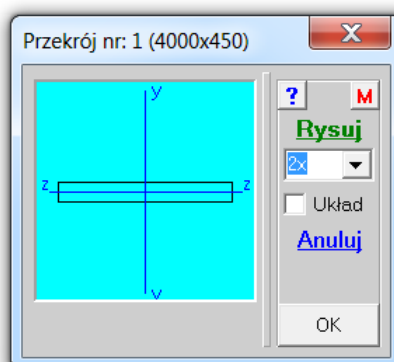 Przekrój nr: 1 (4000x450)
X
y
z z
y
?
M
Rysuj
2x
Układ
Anuluj
OK